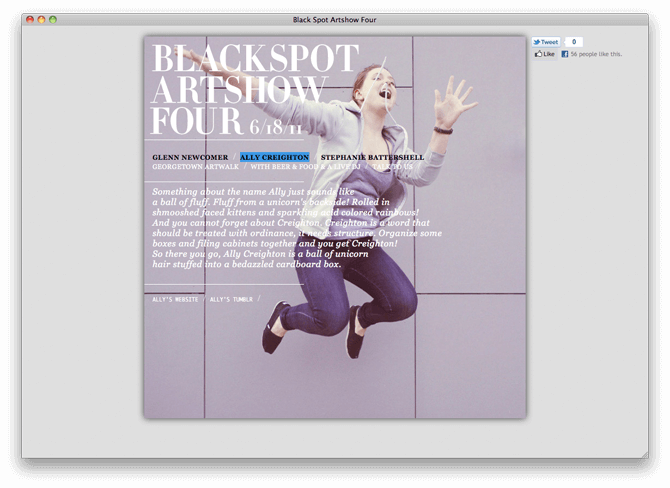 Black Spot Artshow Four
Tweet 0
Like 56 people like this.
BLACKSPOT
ARTSHOW
FOUR 6/18/11
GLENN NEWCOMER / ALLY CREIGHTON / STEPHANIE BATTERSHELL
GEORGETOWN ARTWALK / WITH BEER & FOOD & A LIVE DJ / TALK TO US
Something about the name Ally just sounds like
a ball of fluff. Fluff from a unicorn's backside! Rolled in
shmooshed faced kittens and sparkling acid colored rainbows!
And you cannot forget about Creighton. Creighton is a word that
should be treated with ordinance, it needs structure. Organize some
boxes and filing cabinets together and you get Creighton!
So there you go, Ally Creighton is a ball of unicorn
hair stuffed into a bedazzled cardboard box.
ALLY'S WEBSITE / ALLY'S TUMBLR /